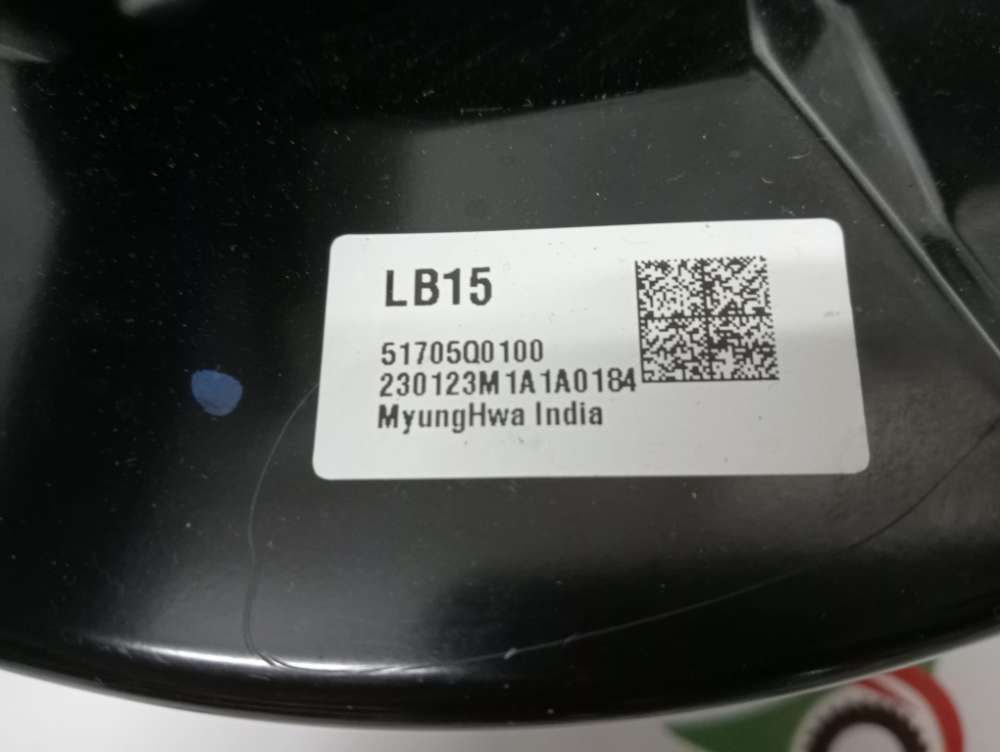 LB15
51705Q0100
230123M1A1A0184
MyungHwa India